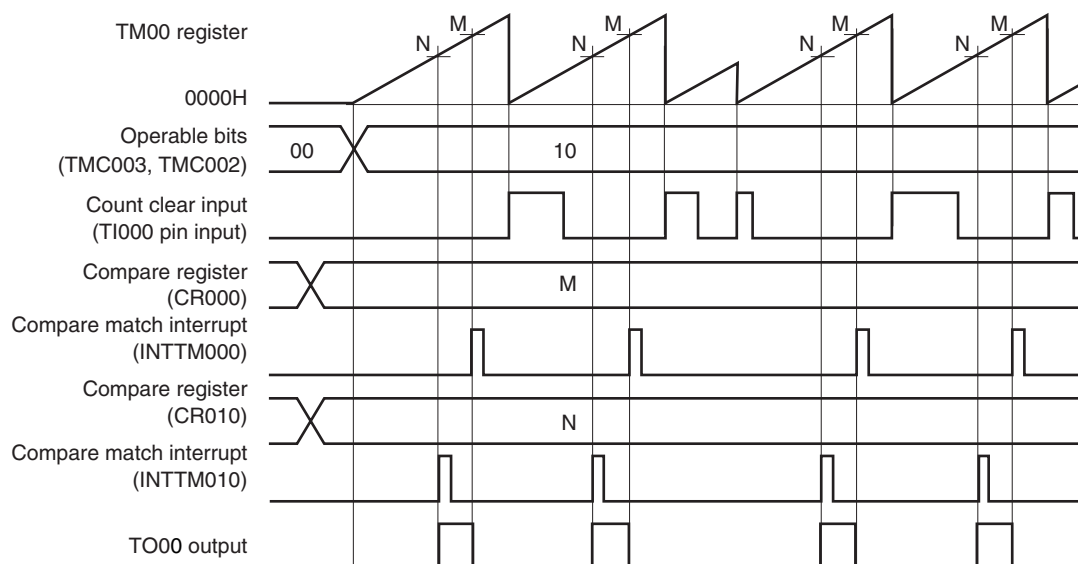 TM00 register
M
M
M
M
N
N
N
N
0000H
Operable bits
(TMC003, TMC002)
00
10
Count clear input
(TI000 pin input)
Compare register
(CR000)
M
Compare match interrupt
(INTTM000)
Compare register
(CR010)
N
Compare match interrupt
(INTTM010)
TO00 output